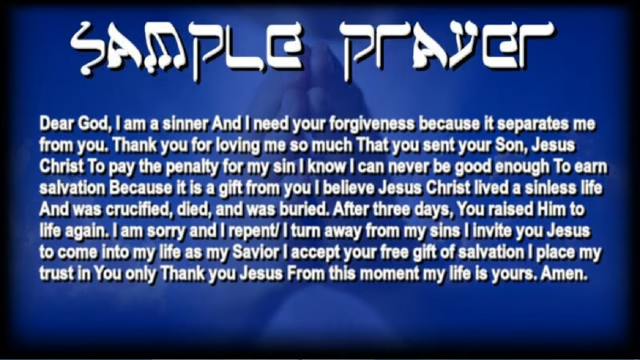 SAMPLE PRAYER
Dear God, I am a sinner And I need your forgiveness because it separates me
from you. Thank you for loving me so much That you sent your Son, Jesus
Christ To pay the penalty for my sin I know I can never be good enough To earn
salvation Because it is a gift from you I believe Jesus Christ lived a sinless life
And was crucified, died, and was buried. After three days, You raised Him to
life again. I am sorry and I repent/ I turn away from my sins I invite you Jesus
to come into my life as my Savior I accept your free gift of salvation I place my
trust in You only Thank you Jesus From this moment my life is yours. Amen.